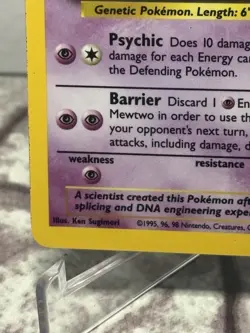 Genetic Pokémon. Length: 6'
Psychic Does 10 damag
damage for each Energy ca
the Defending Pokémon.
Barrier Discard 1 En
Mewtwo in order to use th
your opponent's next turn,
attacks, including damage, d
weakness
resistance
A scientist created this Pokémon aft
splicing and DNA engineering expe
Illus. Ken Sugimori
©1995, 96, 98 Nintendo, Creatures,